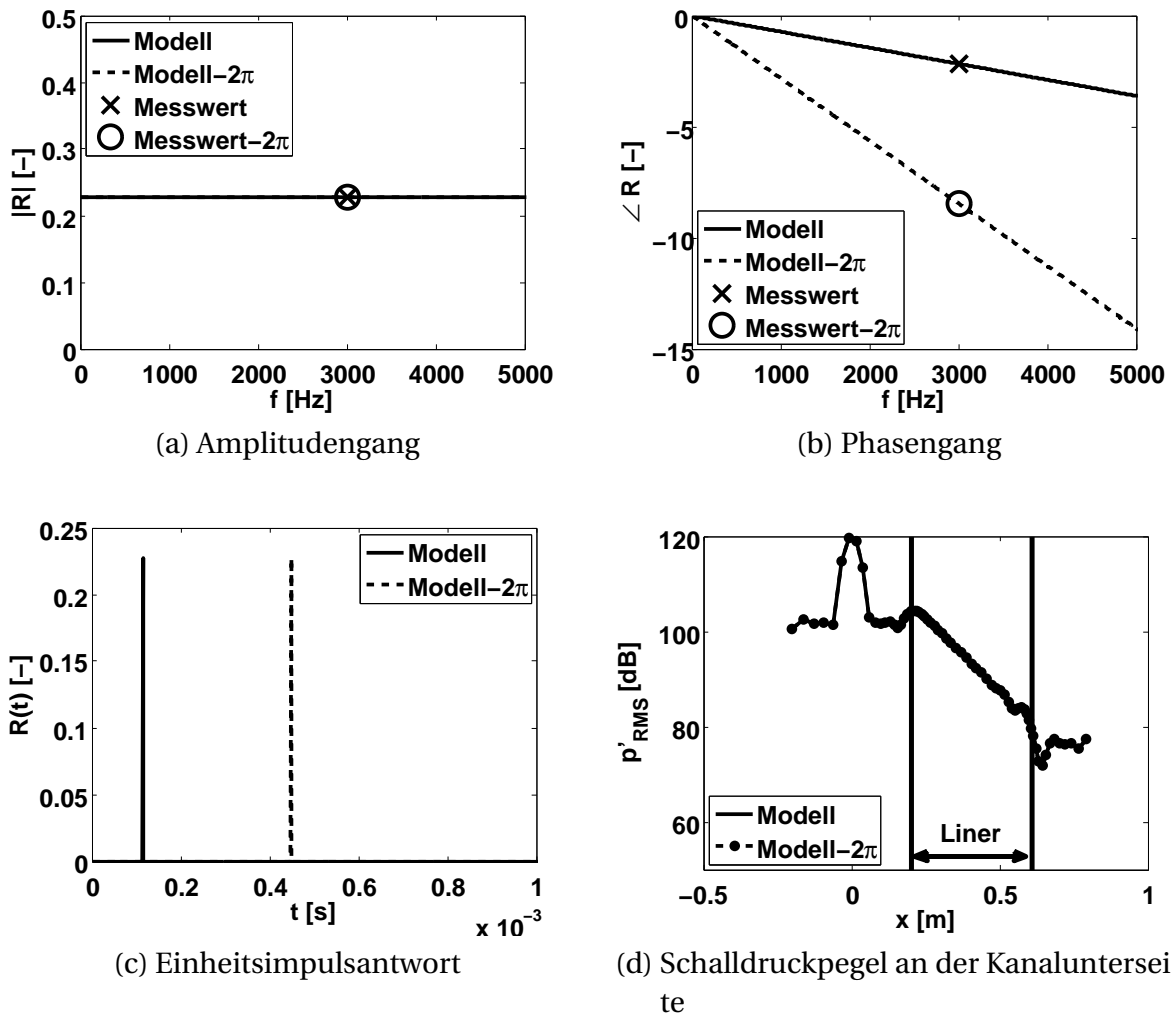 0.5
0.4
0.3
0.2
0.1
0
|R| [−]
Modell
Modell−2π
Messwert
Messwert−2π
0 1000 2000 3000 4000 5000
f [Hz]
(a) Amplitudengang
0
−5
−10
−15
∠ R [−]
Modell
Modell−2π
Messwert
Messwert−2π
0 1000 2000 3000 4000 5000
f [Hz]
(b) Phasengang
0.25
0.2
0.15
0.1
0.05
0
R(t) [−]
Modell
Modell−2π
0 0.2 0.4 0.6 0.8 1
t [s]
x 10⁻³
(c) Einheitsimpulsantwort
120
100
80
60
p'RMS [dB]
Modell
Modell−2π
Liner
−0.5 0 0.5 1
x [m]
(d) Schalldruckpegel an der Kanaluntersei
te